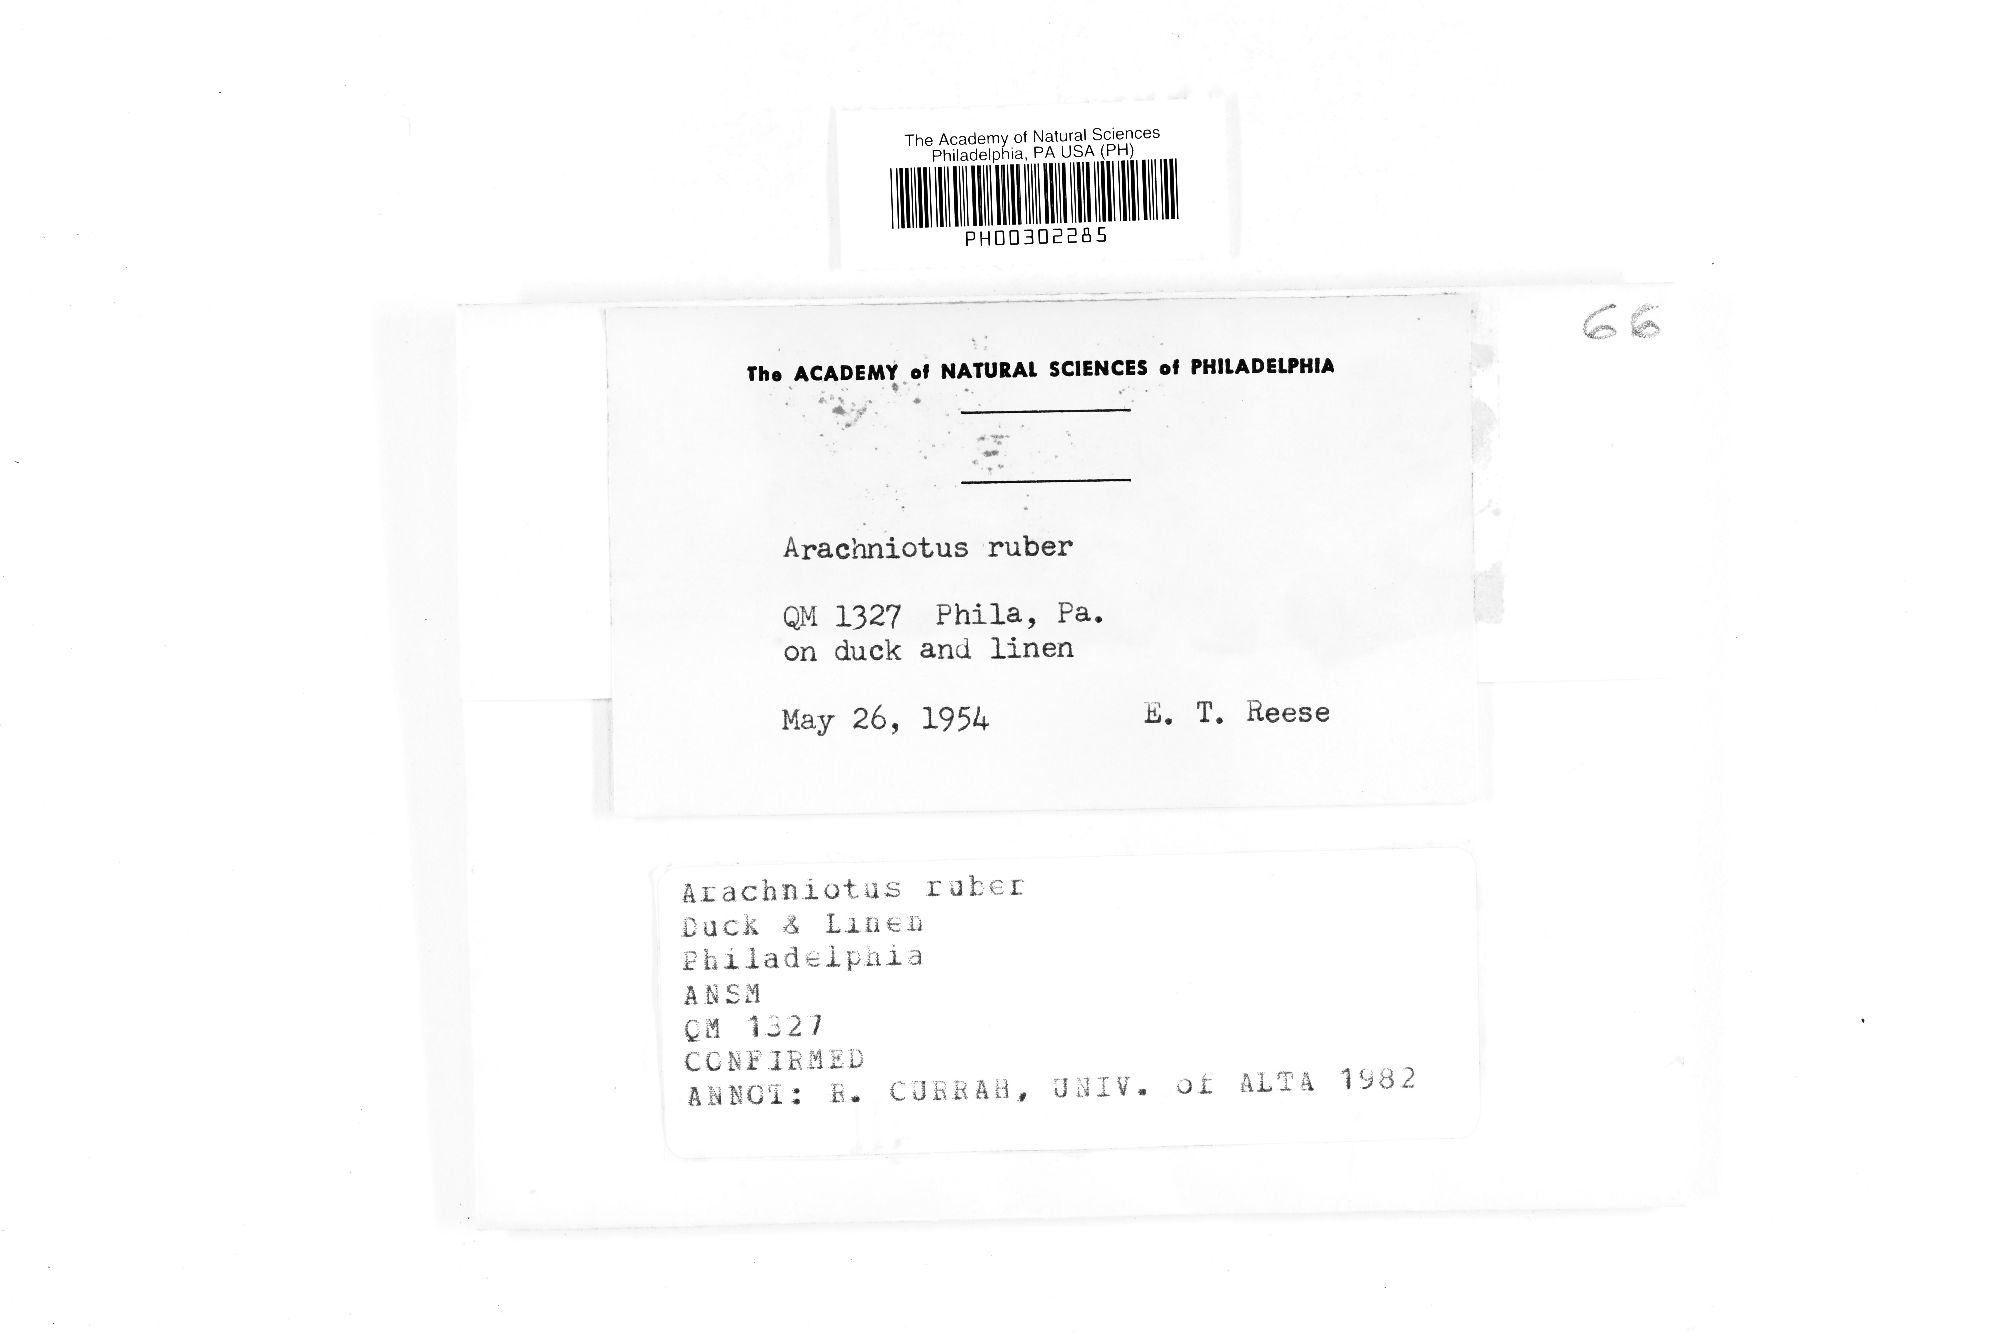 The Academy of Natural Sciences
Philadelphia, PA USA (PH)
PH00302285
66
The ACADEMY of NATURAL SCIENCES of PHILADELPHIA
Arachniotus ruber
QM 1327 Phila, Pa.
on duck and linen
May 26, 1954 E. T. Reese
Arachniotus ruber
Duck & Linen
Philadelphia
ANSM
QM 1327
CONFIRMED
ANNOT: R. CURRAH, UNIV. of ALTA 1982